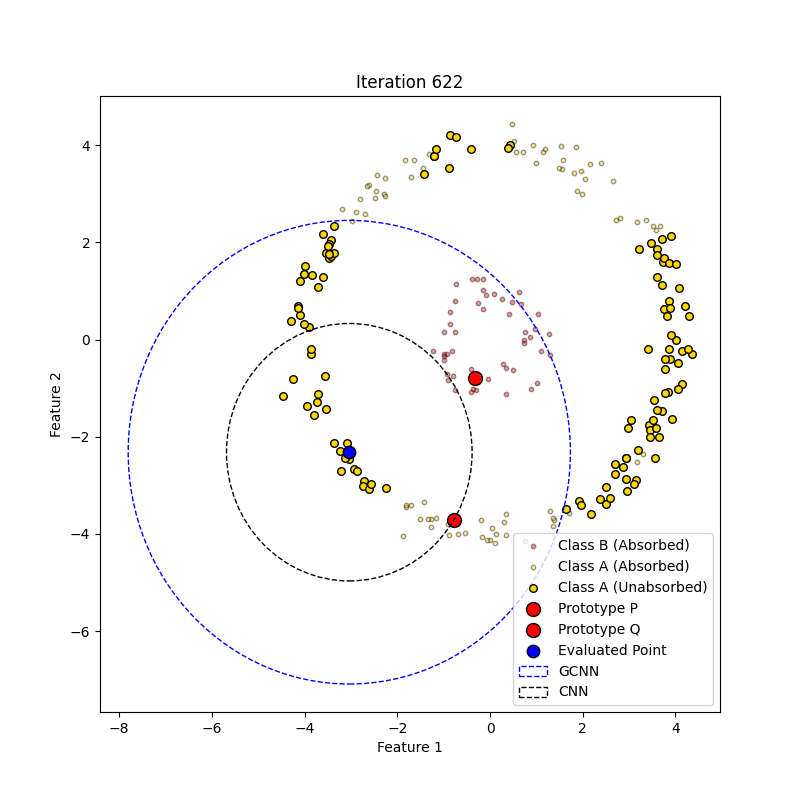 Iteration 622
4
2
0
−2
−4
−6
Feature 2
Class B (Absorbed)
Class A (Absorbed)
Class A (Unabsorbed)
Prototype P
Prototype Q
Evaluated Point
GCNN
CNN
−8 −6 −4 −2 0 2 4
Feature 1